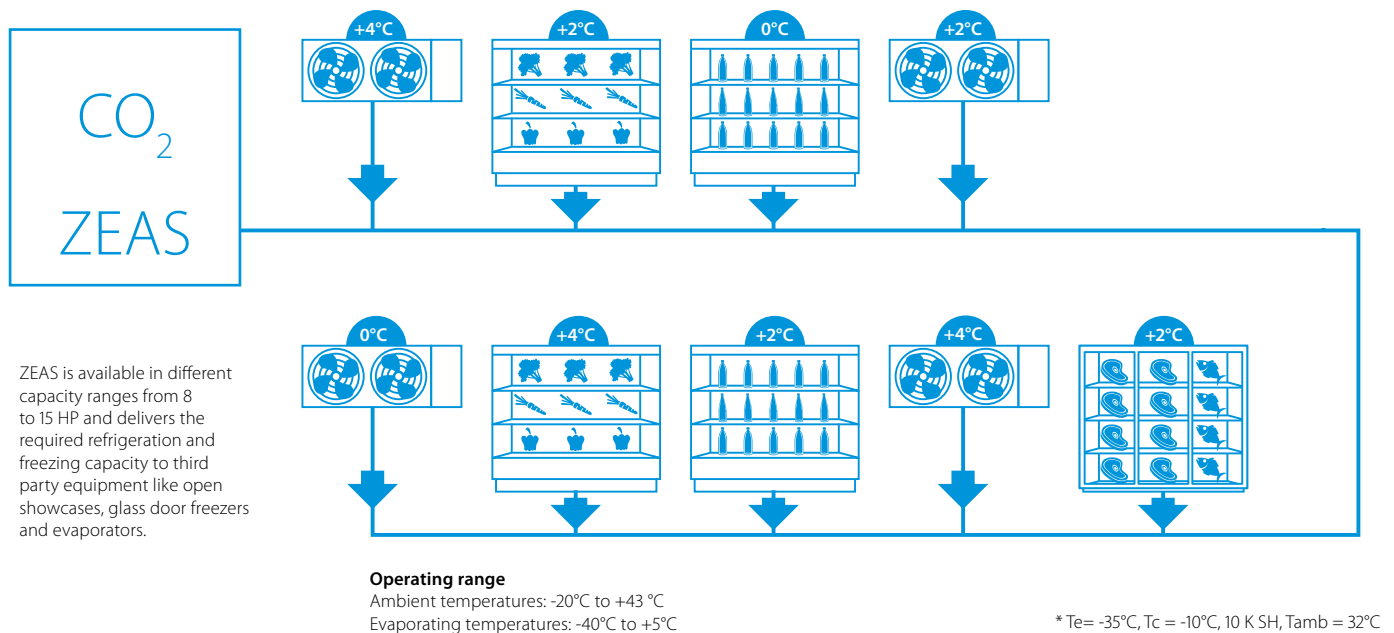 CO2
ZEAS
+4°C
+2°C
0°C
+2°C
0°C
+4°C
+2°C
+4°C
+2°C
ZEAS is available in different
capacity ranges from 8
to 15 HP and delivers the
required refrigeration and
freezing capacity to third
party equipment like open
showcases, glass door freezers
and evaporators.
Operating range
Ambient temperatures: -20°C to +43 °C
Evaporating temperatures: -40°C to +5°C
* Te= -35°C, Tc = -10°C, 10 K SH, Tamb = 32°C